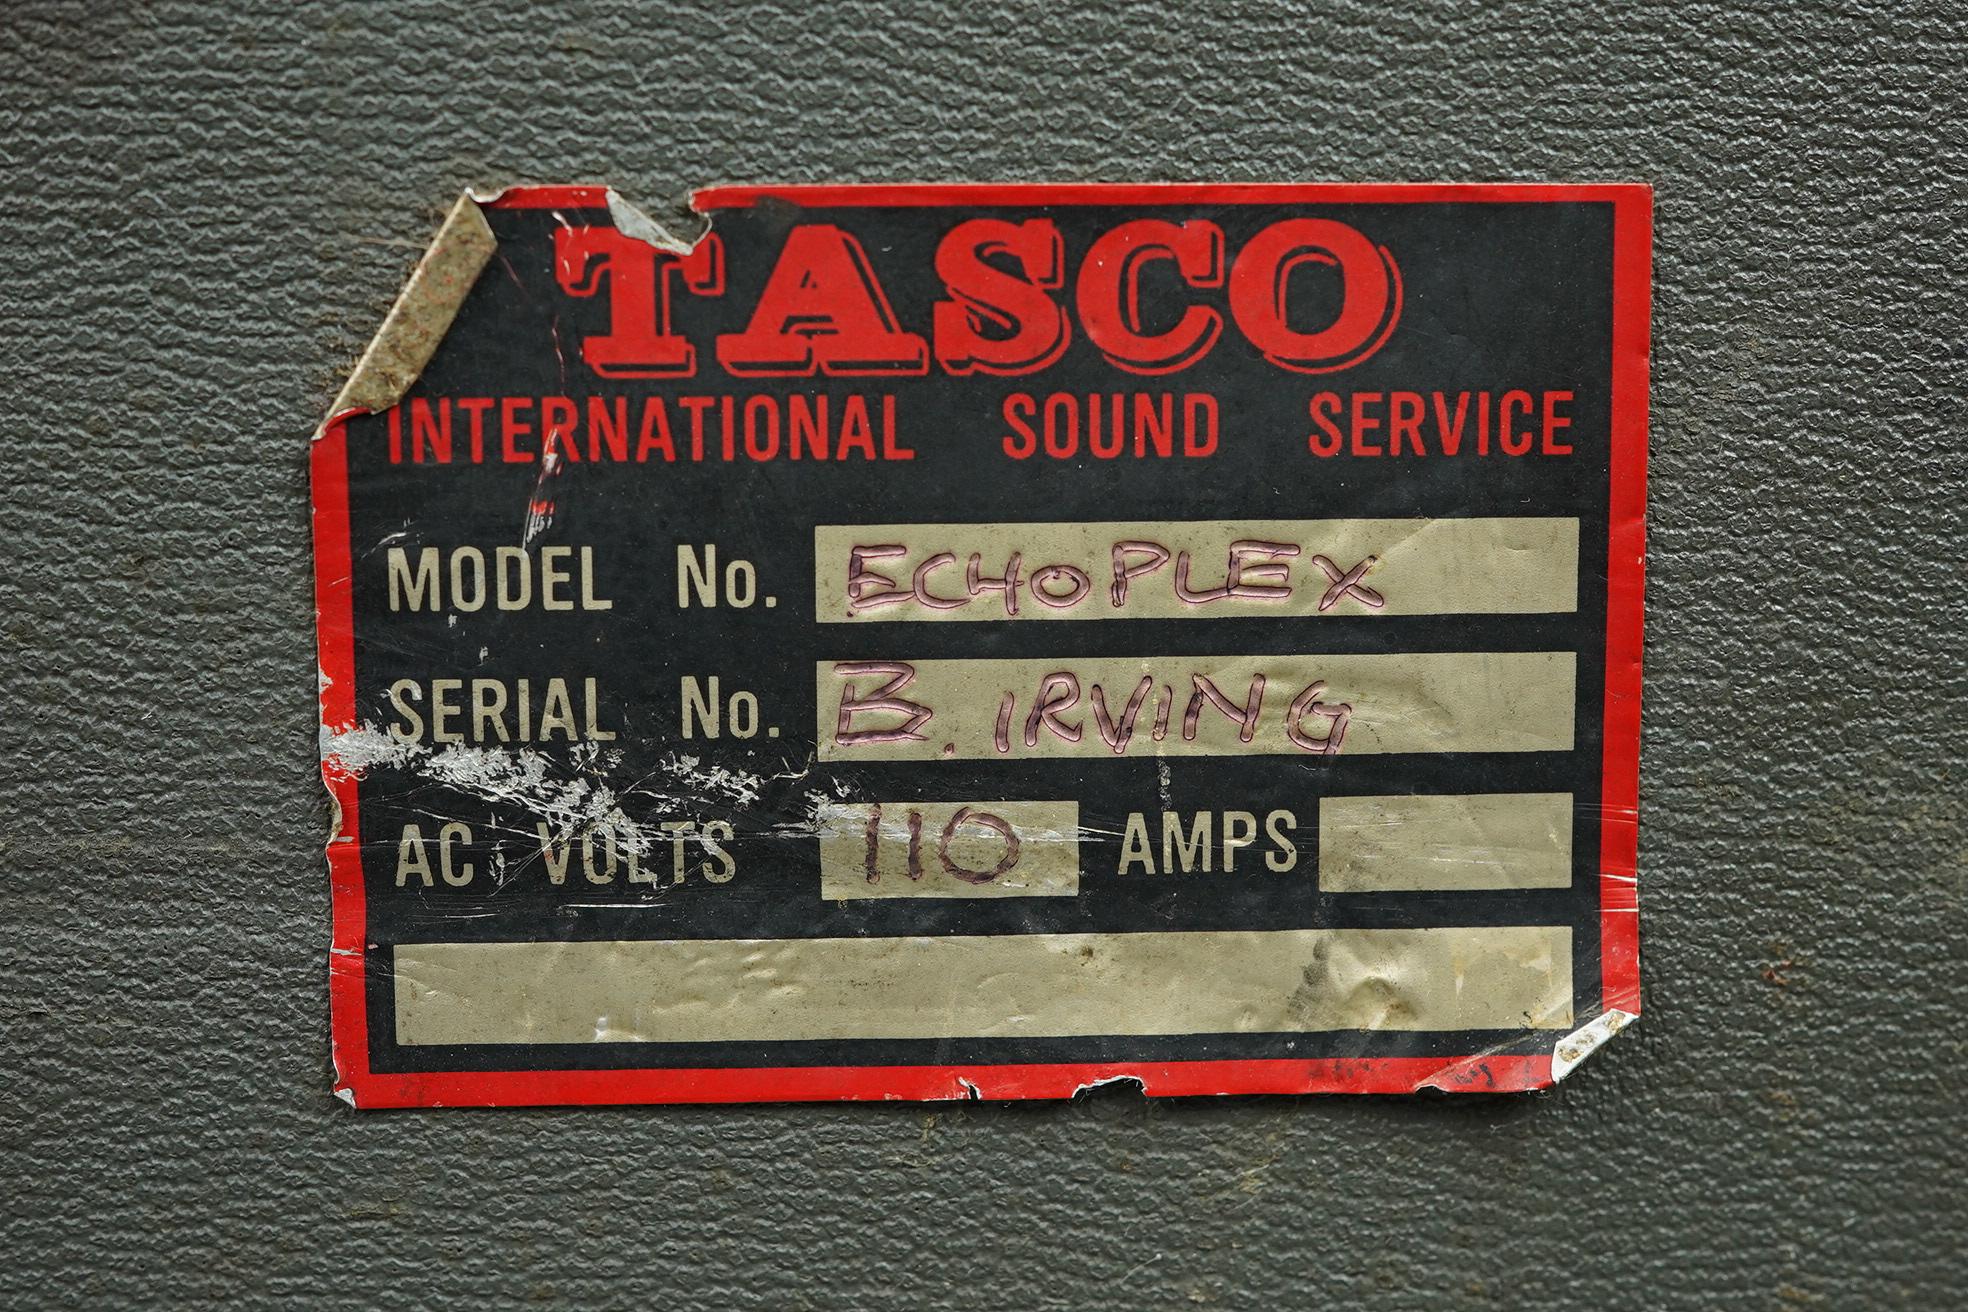 TASCO
INTERNATIONAL SOUND SERVICE
MODEL No. ECHOPLEX
SERIAL No. B. IRVING
AC VOLTS 110 AMPS